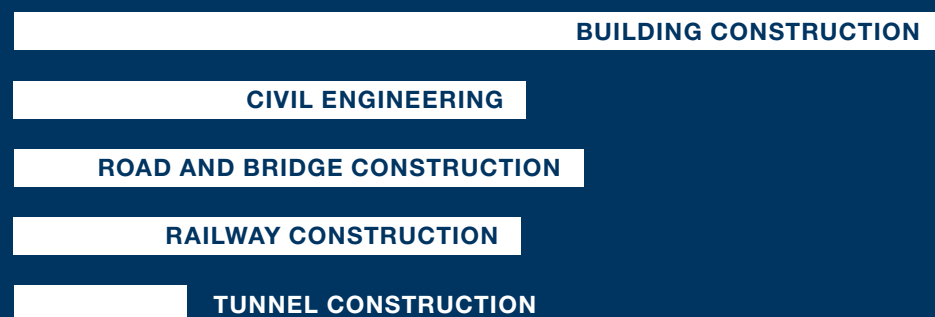 BUILDING CONSTRUCTION
CIVIL ENGINEERING
ROAD AND BRIDGE CONSTRUCTION
RAILWAY CONSTRUCTION
TUNNEL CONSTRUCTION